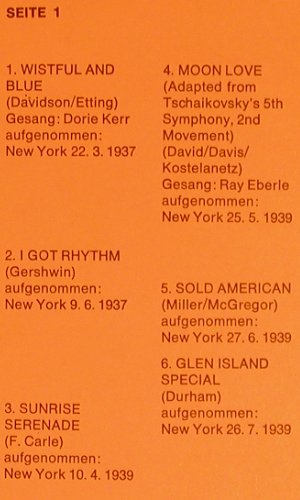 SEITE 1
1. WISTFUL AND
BLUE
(Davidson/Etting)
Gesang: Dorie Kerr
aufgenommen:
New York 22. 3. 1937
2. I GOT RHYTHM
(Gershwin)
aufgenommen:
New York 9. 6. 1937
3. SUNRISE
SERENADE
(F. Carle)
aufgenommen:
New York 10. 4. 1939
4. MOON LOVE
(Adapted from
Tschaikovsky's 5th
Symphony, 2nd
Movement)
(David/Davis/
Kostelanetz)
Gesang: Ray Eberle
aufgenommen:
New York 25. 5. 1939
5. SOLD AMERICAN
(Miller/McGregor)
aufgenommen:
New York 27. 6. 1939
6. GLEN ISLAND
SPECIAL
(Durham)
aufgenommen:
New York 26. 7. 1939